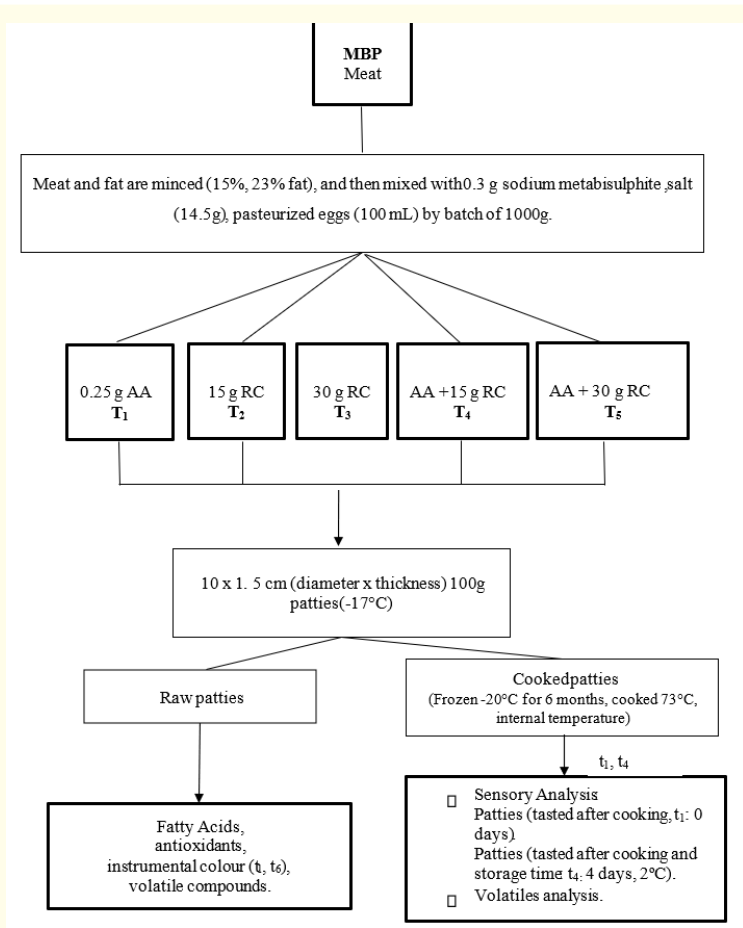 MBP
Meat
Meat and fat are minced (15%, 23% fat), and then mixed with0.3 g sodium metabisulphite ,salt
(14.5g), pasteurized eggs (100 mL) by batch of 1000g.
0.25 g AA
T₁
15 g RC
T₂
30 g RC
T₃
AA +15 g RC
T₄
AA + 30 g RC
T₅
10 x 1. 5 cm (diameter x thickness) 100g
patties(-17°C)
Raw patties
Cookedpatties
(Frozen -20°C for 6 months, cooked 73°C,
internal temperature)
t₁, t₄
Fatty Acids,
antioxidants,
instrumental colour (t₁, t₆),
volatile compounds.
Sensory Analysis
Patties (tasted after cooking, t₁: 0
days).
Patties (tasted after cooking and
storage time: t₄: 4 days, 2°C).
Volatiles analysis.